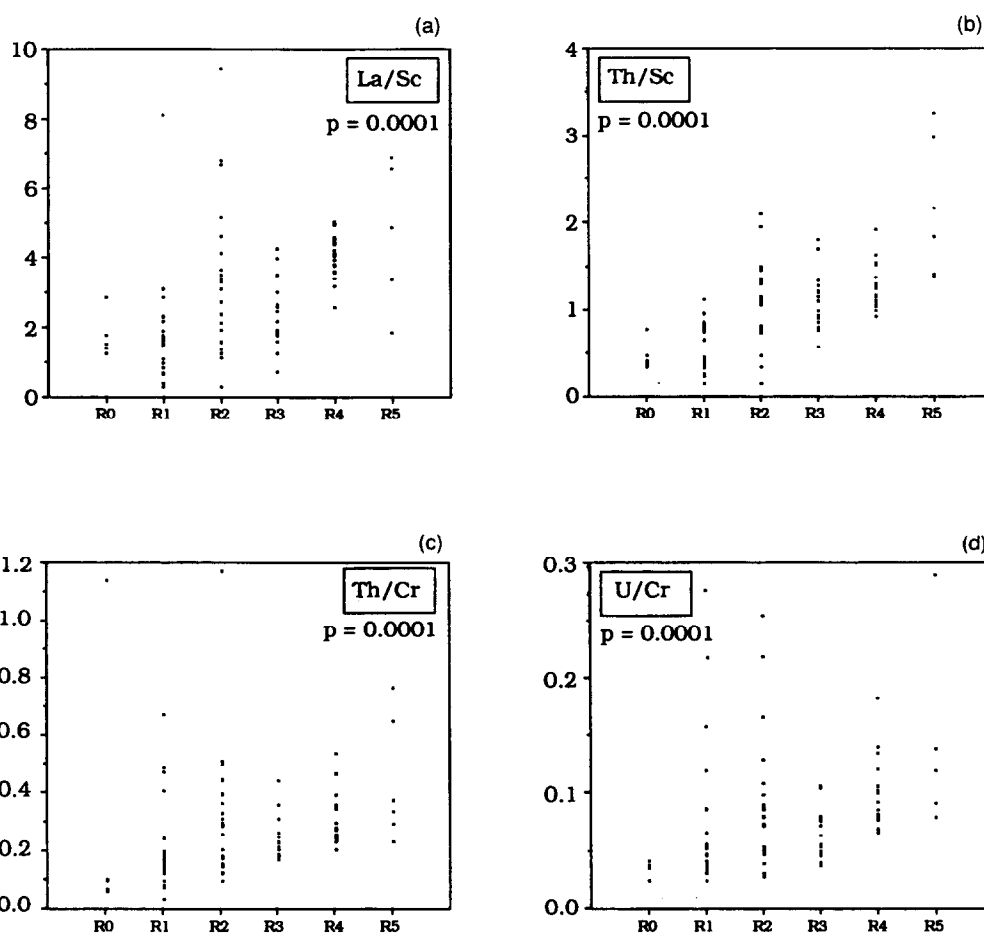 (a)
10
8
6
4
2
0
La/Sc
p = 0.0001
R0 R1 R2 R3 R4 R5
(b)
4
3
2
1
0
Th/Sc
p = 0.0001
R0 R1 R2 R3 R4 R5
(c)
1.2
1.0
0.8
0.6
0.4
0.2
0.0
Th/Cr
p = 0.0001
R0 R1 R2 R3 R4 R5
(d)
0.3
0.2
0.1
0.0
U/Cr
p = 0.0001
R0 R1 R2 R3 R4 R5